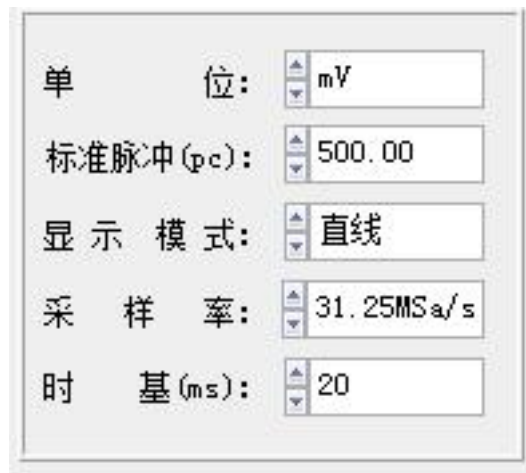 单 位： mV
标准脉冲(pc)： 500.00
显示模式： 直线
采样率： 31.25MSa/s
时 基(ms)： 20